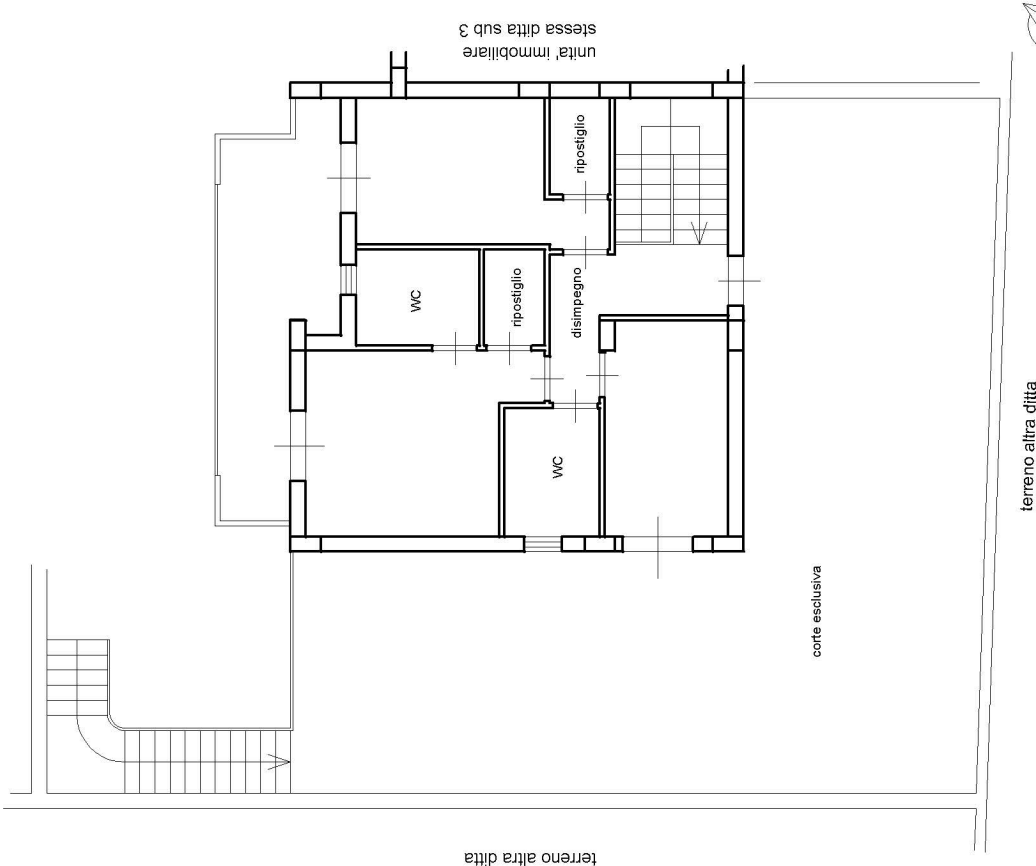 unita' immobiliare
stessa ditta sub 3
ripostiglio
WC
ripostiglio
disimpegno
WC
terreno altra ditta
corte esclusiva
terreno altra ditta